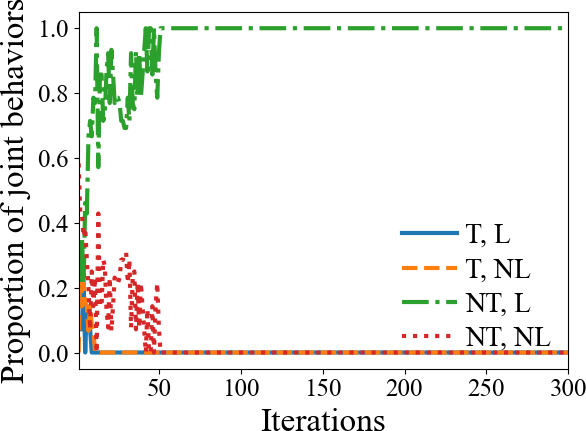 Proportion of joint behaviors
1.0
0.8
0.6
0.4
0.2
0.0
T, L
T, NL
NT, L
NT, NL
50
100
150
200
250
300
Iterations